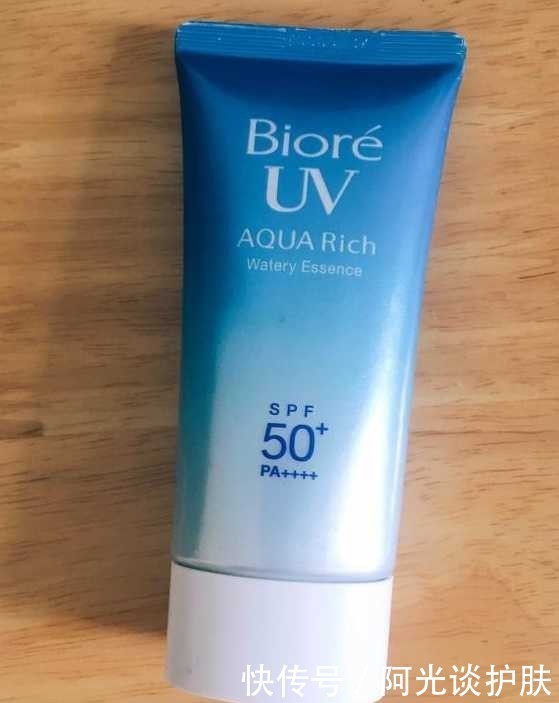 Bioré
UV
AQUA Rich
Watery Essence
SPF
50+
PA++++
快传号 / 阿光谈护肤